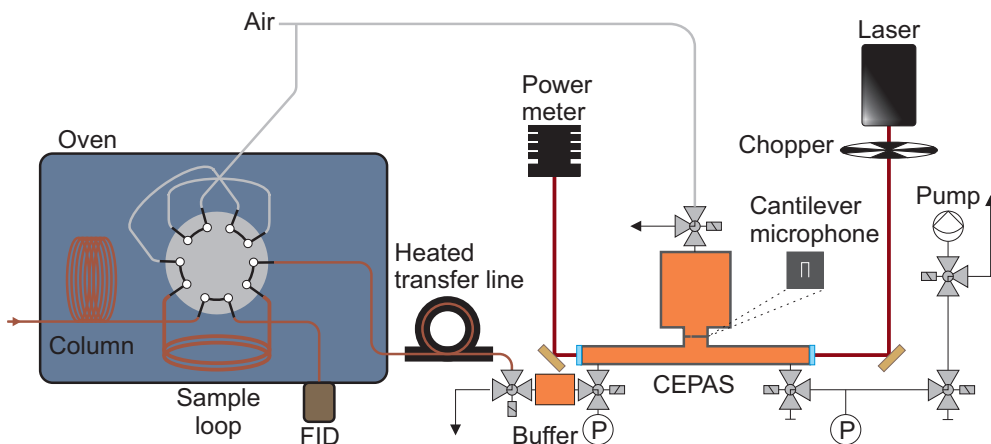 Air
Laser
Power
meter
Oven
Chopper
Pump
Cantilever
microphone
Heated
transfer line
Column
CEPAS
Sample
loop
FID
Buffer
P
P